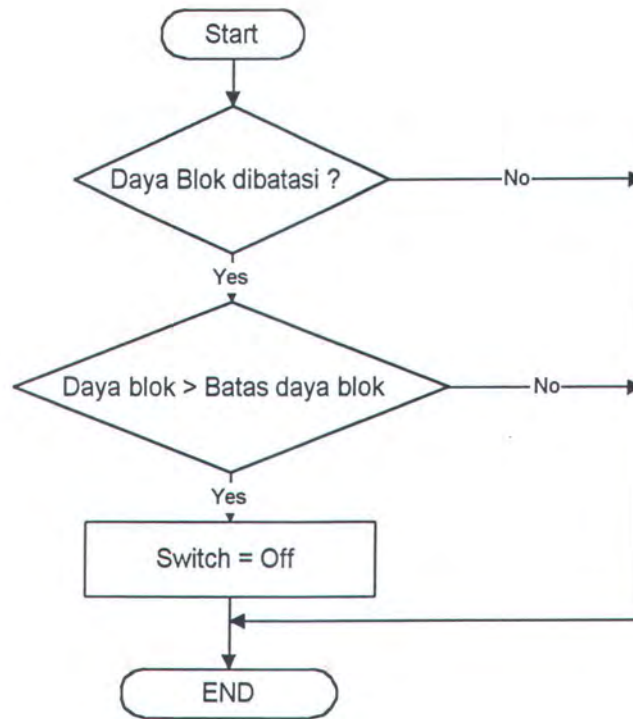 Start
Daya Blok dibatasi ?
No
Yes
Daya blok > Batas daya blok
No
Yes
Switch = Off
END